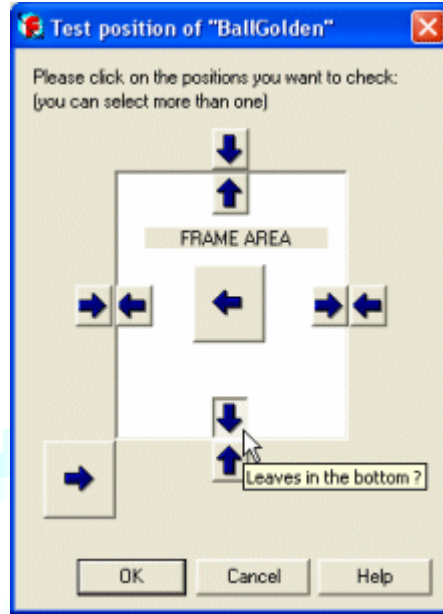 Test position of "BallGolden"
Please click on the positions you want to check:
(you can select more than one)
FRAME AREA
Leaves in the bottom ?
OK
Cancel
Help